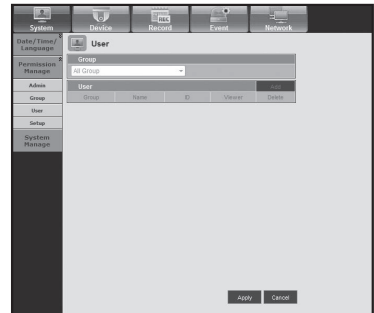 System Device Record Event Network
REC
Date/Time/
Language
Permission
Manage
Admin
Group
User
Setup
System
Manage
User
Group
All Group
User Add
Group Name ID Viewer Delete
Apply Cancel